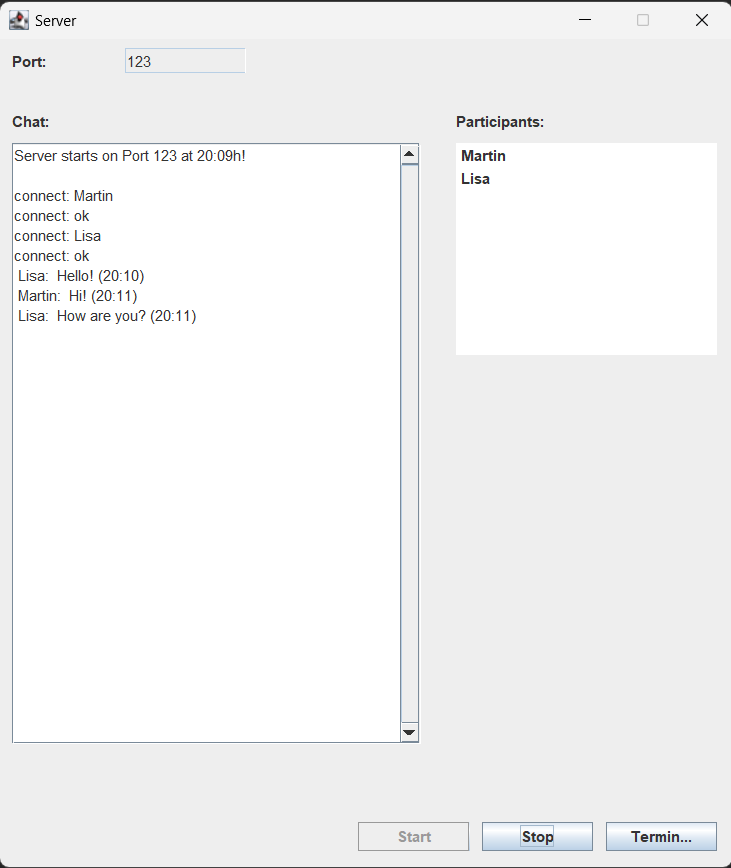 Server
Port:
123
Chat:
Participants:
Server starts on Port 123 at 20:09h!
connect: Martin
connect: ok
connect: Lisa
connect: ok
Lisa:  Hello! (20:10)
Martin:  Hi! (20:11)
Lisa:  How are you? (20:11)
Martin
Lisa
Start
Stop
Termin...